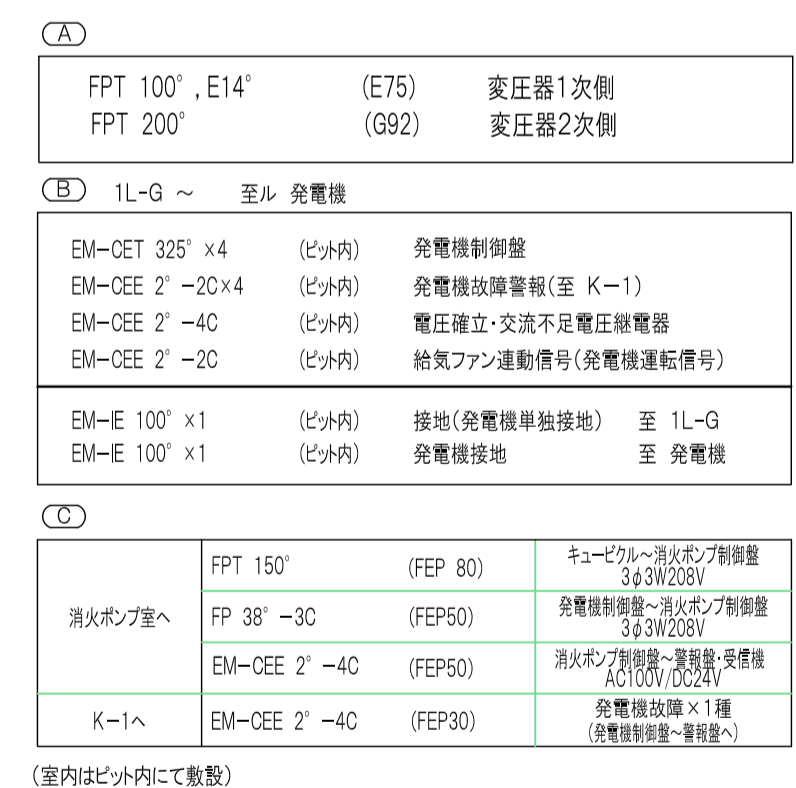 A
FPT 100° , E14° (E75) 変圧器1次側
FPT 200° (G92) 変圧器2次側
B 1L-G ～ 至ル 発電機
EM-CET 325° ×4 (ピット内) 発電機制御盤
EM-CEE 2° -2C×4 (ピット内) 発電機故障警報(至 K-1)
EM-CEE 2° -4C (ピット内) 電圧確立・交流不足電圧継電器
EM-CEE 2° -2C (ピット内) 給気ファン連動信号(発電機運転信号)
EM-IE 100° ×1 (ピット内) 接地(発電機単独接地) 至 1L-G
EM-IE 100° ×1 (ピット内) 発電機接地 至 発電機
C
消火ポンプ室へ
FPT 150° (FEP 80) キュービクル～消火ポンプ制御盤
3φ3W208V
FP 38° -3C (FEP50) 発電機制御盤～消火ポンプ制御盤
3φ3W208V
EM-CEE 2° -4C (FEP50) 消火ポンプ制御盤～警報盤・受信機
AC100V/DC24V
K-1へ EM-CEE 2° -4C (FEP30) 発電機故障×1種
(発電機制御盤～警報盤へ)
(室内はピット内にて敷設)